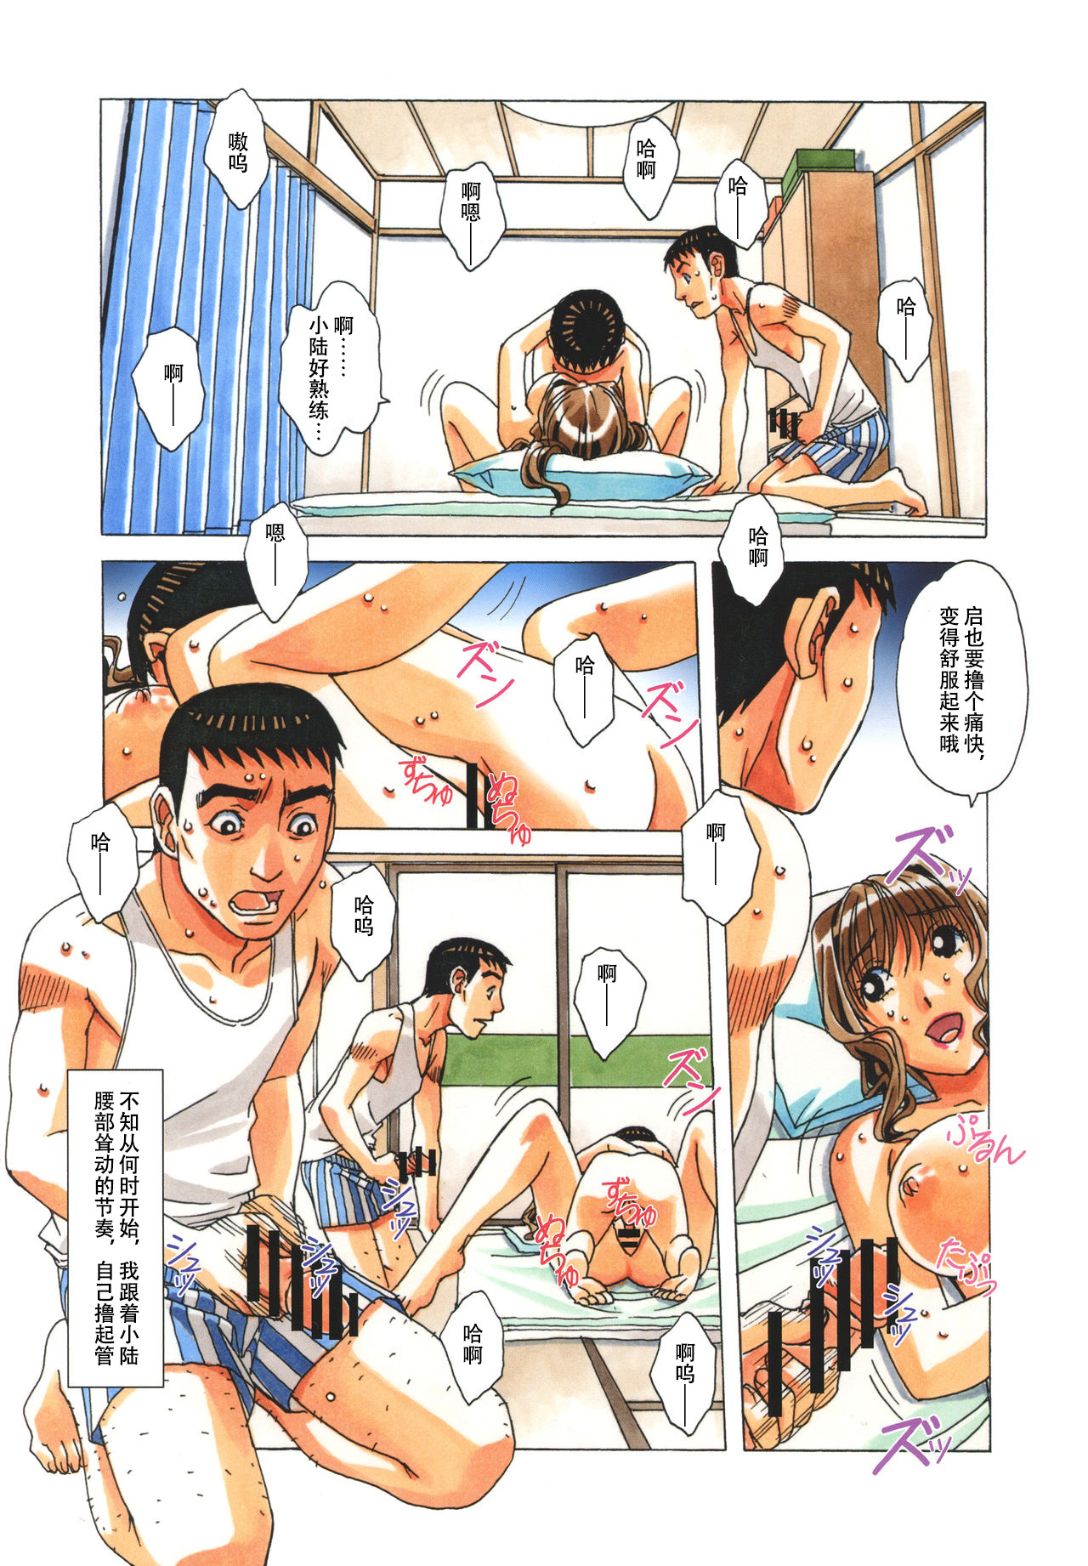 哈
啊
哈
——
哈
——
啊
嗯
——
嗷
呜
啊……
小陆好熟练…
啊
——
哈
啊
启也要撸个痛快，
变得舒服起来哦
嗯
——
哈
——
ズン
ズン
ずちゅ
ぬちゅ
啊
——
ズッ
ぷるん
たぷっ
シュッ
シュッ
ズッ
哈
——
哈
呜
啊
——
ズン
ずちゅ
ぬちゅ
シュッ
シュッ
シュッ
哈
啊
啊
呜
——
不知从何时开始，我跟着小陆
腰部耸动的节奏，自己撸起管